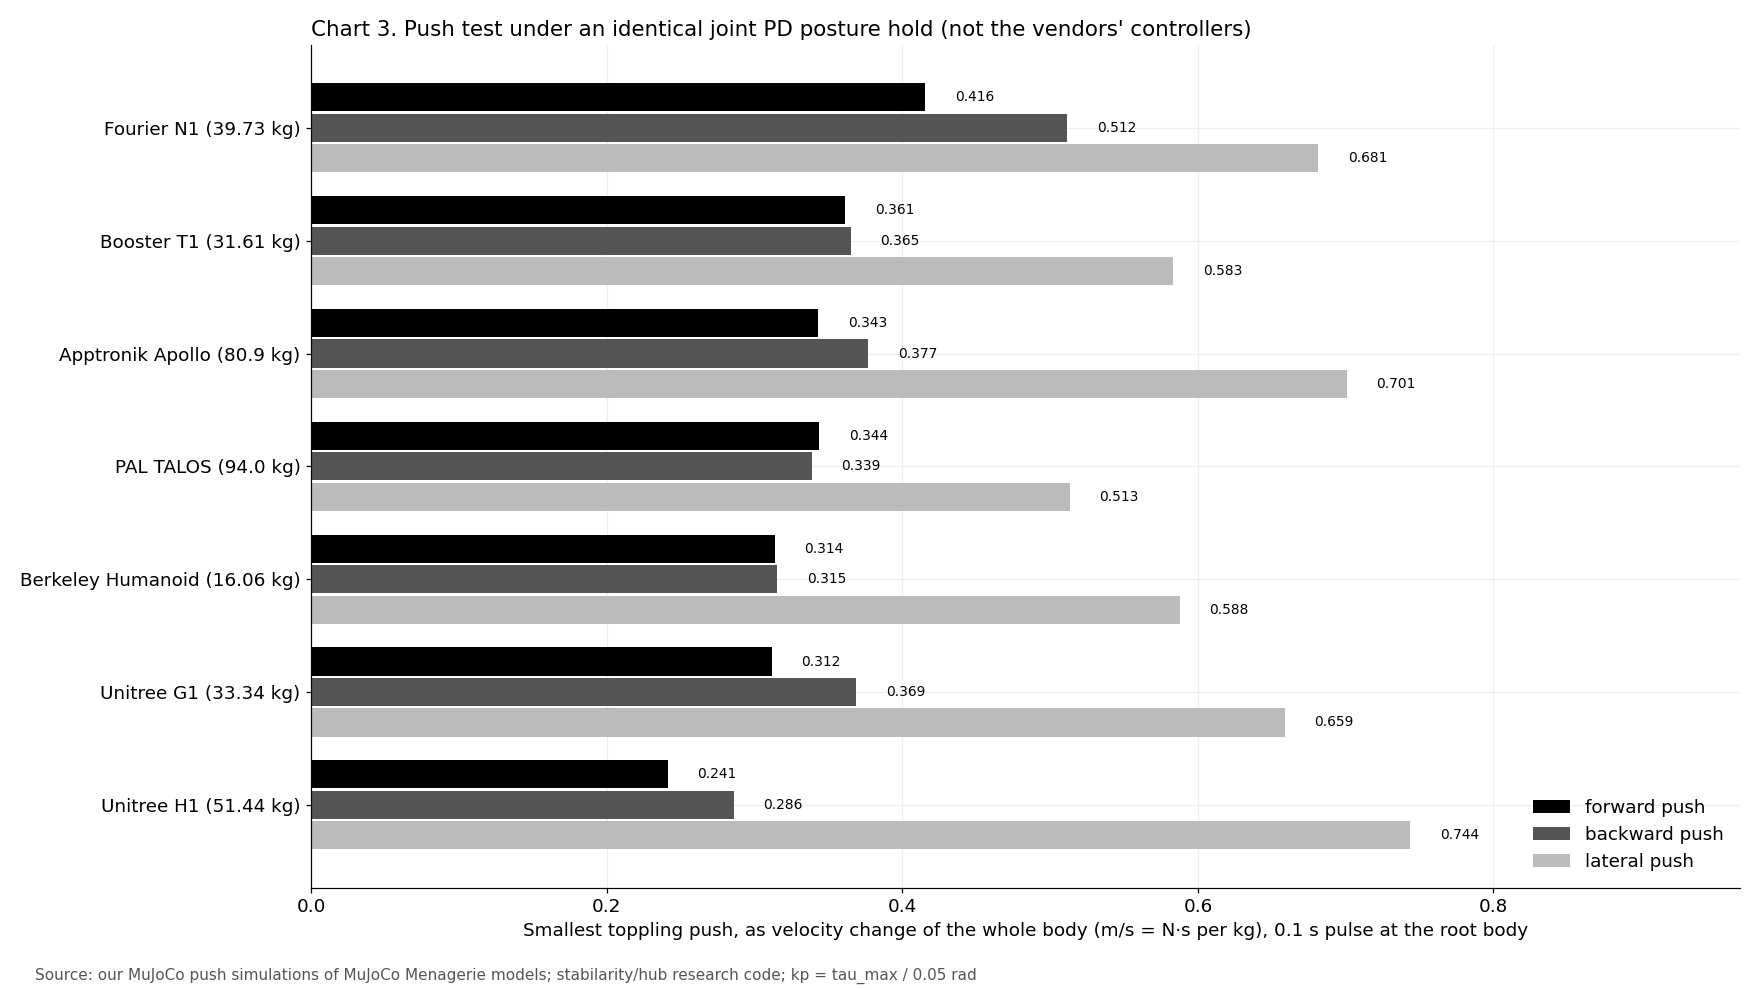 Chart 3. Push test under an identical joint PD posture hold (not the vendors' controllers)
Fourier N1 (39.73 kg)
0.416
0.512
0.681
Booster T1 (31.61 kg)
0.361
0.365
0.583
Apptronik Apollo (80.9 kg)
0.343
0.377
0.701
PAL TALOS (94.0 kg)
0.344
0.339
0.513
Berkeley Humanoid (16.06 kg)
0.314
0.315
0.588
Unitree G1 (33.34 kg)
0.312
0.369
0.659
Unitree H1 (51.44 kg)
0.241
0.286
0.744
forward push
backward push
lateral push
0.0 0.2 0.4 0.6 0.8
Smallest toppling push, as velocity change of the whole body (m/s = N·s per kg), 0.1 s pulse at the root body
Source: our MuJoCo push simulations of MuJoCo Menagerie models; stabilarity/hub research code; kp = tau_max / 0.05 rad